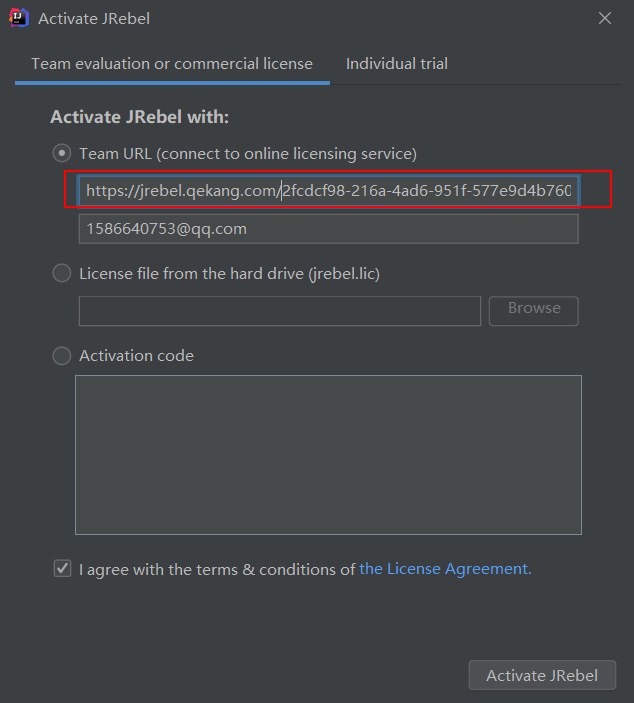 Activate JRebel
Team evaluation or commercial license
Individual trial
Activate JRebel with:
Team URL (connect to online licensing service)
https://jrebel.qekang.com/2fcdcf98-216a-4ad6-951f-577e9d4b760
1586640753@qq.com
License file from the hard drive (jrebel.lic)
Browse
Activation code
I agree with the terms & conditions of the License Agreement.
Activate JRebel